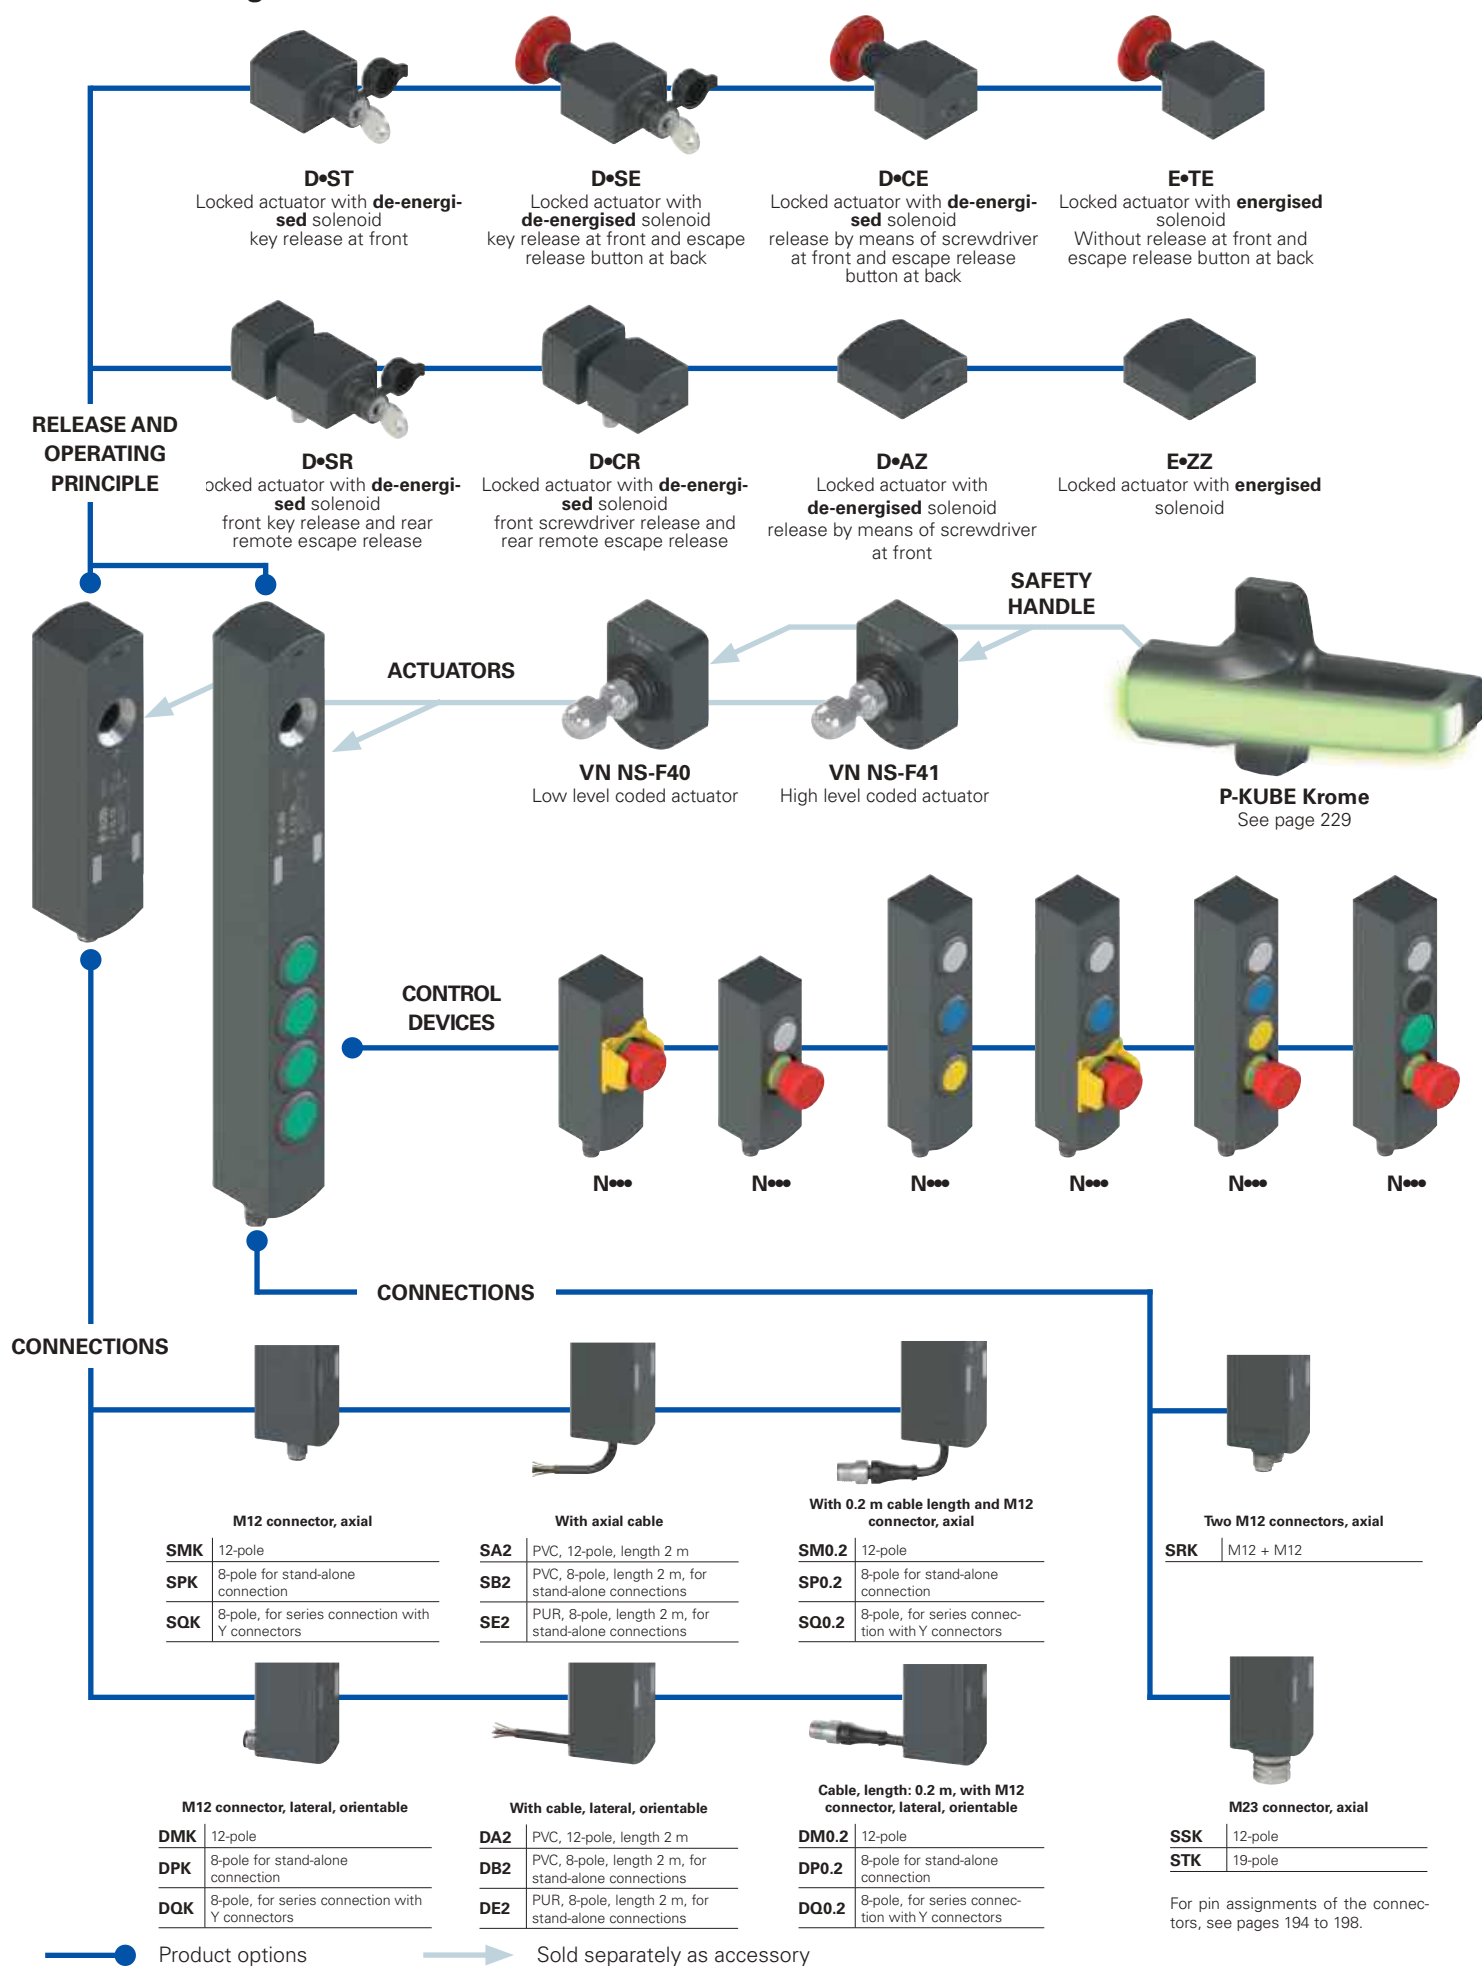 D•ST
Locked actuator with de-energi-
sed solenoid
key release at front
D•SE
Locked actuator with
de-energised solenoid
key release at front and escape
release button at back
D•CE
Locked actuator with de-energi-
sed solenoid
release by means of screwdriver
at front and escape release
button at back
E•TE
Locked actuator with energised
solenoid
Without release at front and
escape release button at back
RELEASE AND
OPERATING
PRINCIPLE
D•SR
ocked actuator with de-energi-
sed solenoid
front key release and rear
remote escape release
D•CR
Locked actuator with de-energi-
sed solenoid
front screwdriver release and
rear remote escape release
D•AZ
Locked actuator with
de-energised solenoid
release by means of screwdriver
at front
E•ZZ
Locked actuator with energised
solenoid
SAFETY
HANDLE
ACTUATORS
VN NS-F40
Low level coded actuator
VN NS-F41
High level coded actuator
P-KUBE Krome
See page 229
CONTROL
DEVICES
N•••
N•••
N•••
N•••
N•••
N•••
CONNECTIONS
CONNECTIONS
M12 connector, axial
SMK 12-pole
SPK 8-pole for stand-alone
connection
SQK 8-pole, for series connection with
Y connectors
With axial cable
SA2 PVC, 12-pole, length 2 m
SB2 PVC, 8-pole, length 2 m, for
stand-alone connections
SE2 PUR, 8-pole, length 2 m, for
stand-alone connections
With 0.2 m cable length and M12
connector, axial
SM0.2 12-pole
SP0.2 8-pole for stand-alone
connection
SQ0.2 8-pole, for series connec-
tion with Y connectors
Two M12 connectors, axial
SRK M12 + M12
M12 connector, lateral, orientable
DMK 12-pole
DPK 8-pole for stand-alone
connection
DQK 8-pole, for series connection with
Y connectors
With cable, lateral, orientable
DA2 PVC, 12-pole, length 2 m
DB2 PVC, 8-pole, length 2 m, for
stand-alone connections
DE2 PUR, 8-pole, length 2 m, for
stand-alone connections
Cable, length: 0.2 m, with M12
connector, lateral, orientable
DM0.2 12-pole
DP0.2 8-pole for stand-alone
connection
DQ0.2 8-pole, for series connec-
tion with Y connectors
M23 connector, axial
SSK 12-pole
STK 19-pole
For pin assignments of the connec-
tors, see pages 194 to 198.
Product options
Sold separately as accessory